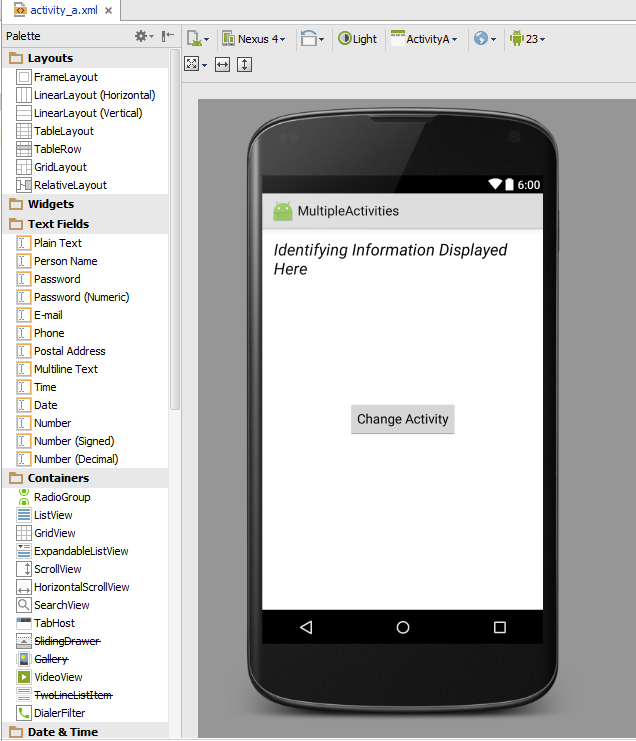 activity_a.xml
Palette
Nexus 4
Light
ActivityA
23
Layouts
FrameLayout
LinearLayout (Horizontal)
LinearLayout (Vertical)
TableLayout
TableRow
GridLayout
RelativeLayout
Widgets
Text Fields
Plain Text
Person Name
Password
Password (Numeric)
E-mail
Phone
Postal Address
Multiline Text
Time
Date
Number
Number (Signed)
Number (Decimal)
Containers
RadioGroup
ListView
GridView
ExpandableListView
ScrollView
HorizontalScrollView
SearchView
TabHost
SlidingDrawer
Gallery
VideoView
TwoLineListItem
DialerFilter
Date & Time
6:00
MultipleActivities
Identifying Information Displayed
Here
Change Activity